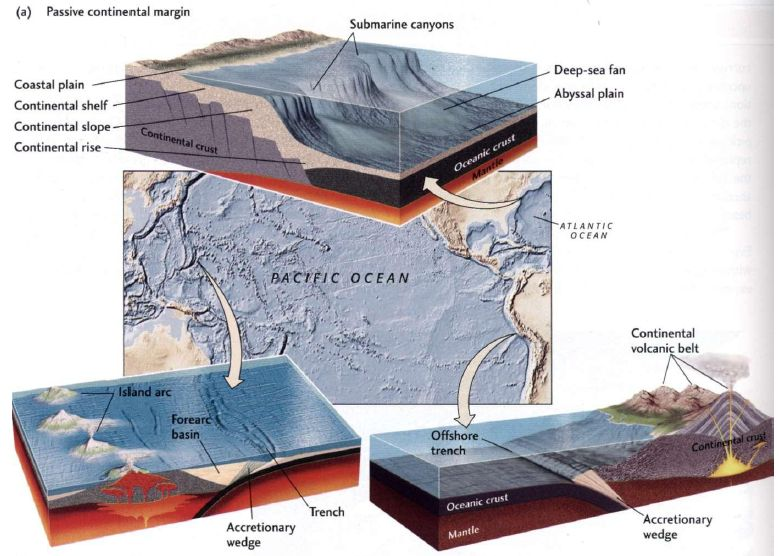 (a) Passive continental margin
Submarine canyons
Coastal plain
Continental shelf
Continental slope
Continental rise
Deep-sea fan
Abyssal plain
Continental crust
Oceanic crust
Mantle
ATLANTIC
OCEAN
PACIFIC OCEAN
Island arc
Forearc
basin
Trench
Accretionary
wedge
Continental
volcanic belt
Offshore
trench
Continental crust
Oceanic crust
Mantle
Accretionary
wedge